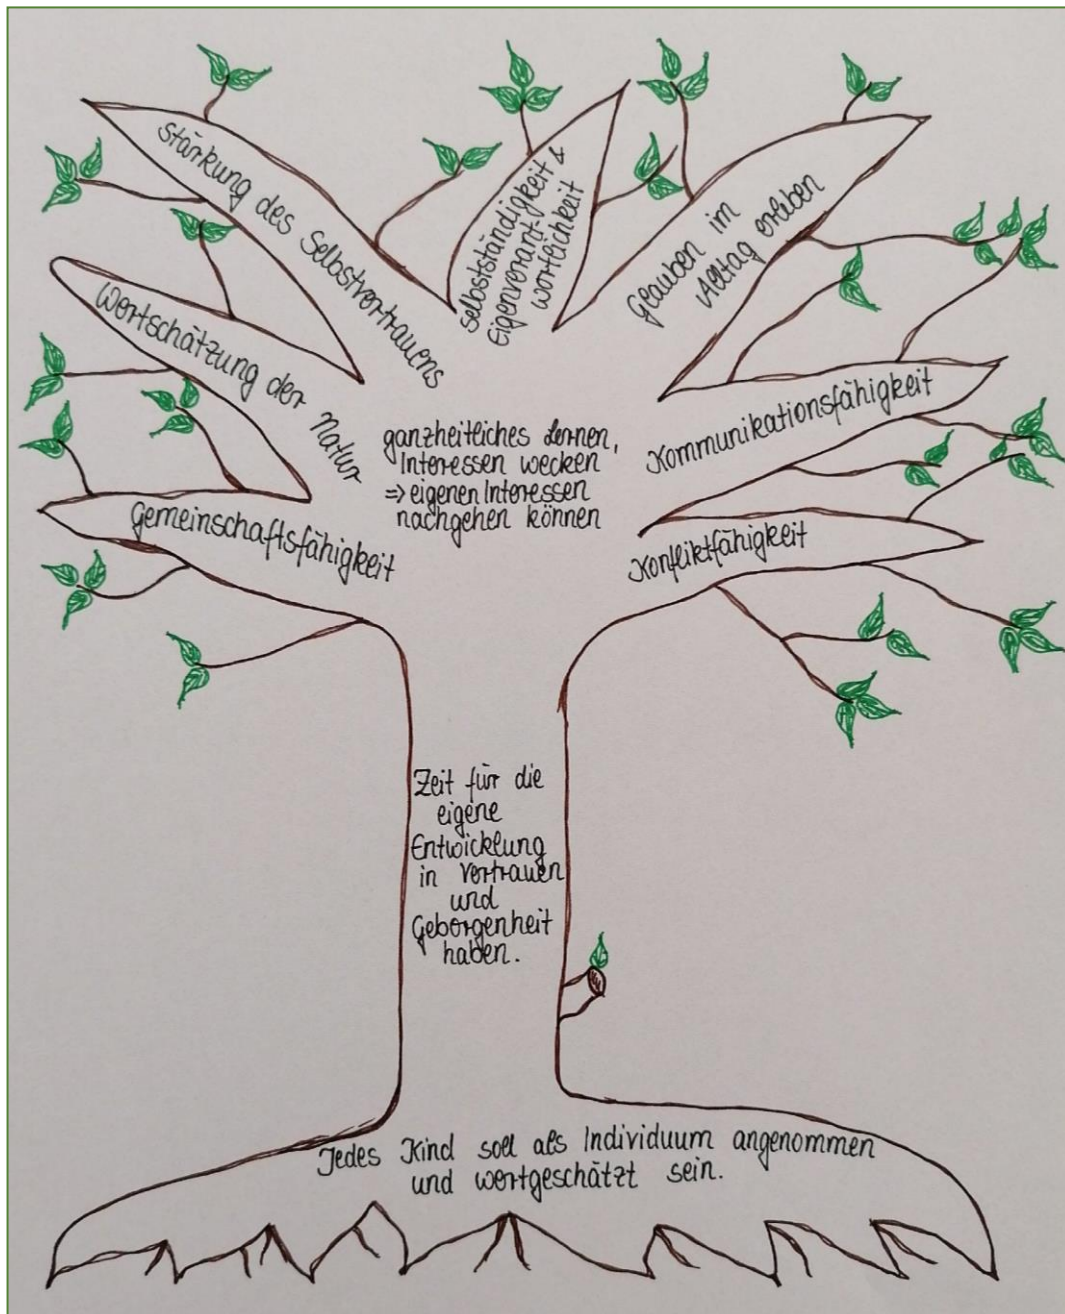 Stärkung des Selbstvertrauens
Selbstständigkeit &
Eigenverant-
wortlichkeit
Glauben im
Alltag erleben
Wertschätzung der Natur
Kommunikationsfähigkeit
ganzheitliches Lernen,
Interessen wecken
=> eigenen Interessen
nachgehen können
Gemeinschaftsfähigkeit
Konfliktfähigkeit
Zeit für die
eigene
Entwicklung
in Vertrauen
und
Geborgenheit
haben.
Jedes Kind soll als Individuum angenommen
und wertgeschätzt sein.